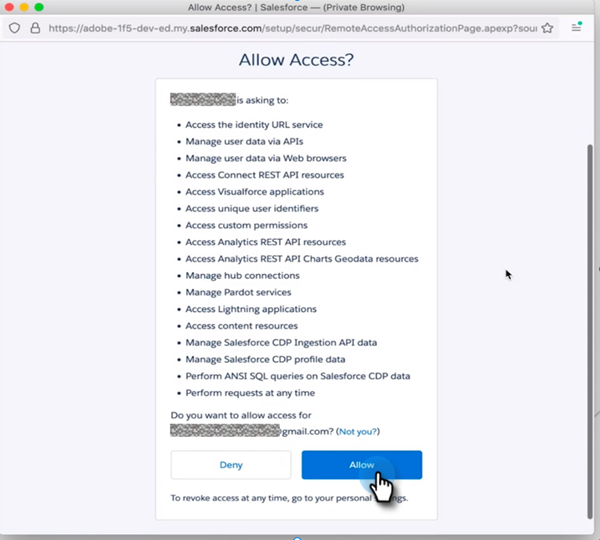 Allow Access? | Salesforce — (Private Browsing)
https://adobe-1f5-dev-ed.my.salesforce.com/setup/secur/RemoteAccessAuthorizationPage.apexp?sour
Allow Access?
is asking to:
• Access the identity URL service
• Manage user data via APIs
• Manage user data via Web browsers
• Access Connect REST API resources
• Access Visualforce applications
• Access unique user identifiers
• Access custom permissions
• Access Analytics REST API resources
• Access Analytics REST API Charts Geodata resources
• Manage hub connections
• Manage Pardot services
• Access Lightning applications
• Access content resources
• Manage Salesforce CDP Ingestion API data
• Manage Salesforce CDP profile data
• Perform ANSI SQL queries on Salesforce CDP data
• Perform requests at any time
Do you want to allow access for
gmail.com? (Not you?)
Deny
Allow
To revoke access at any time, go to your personal